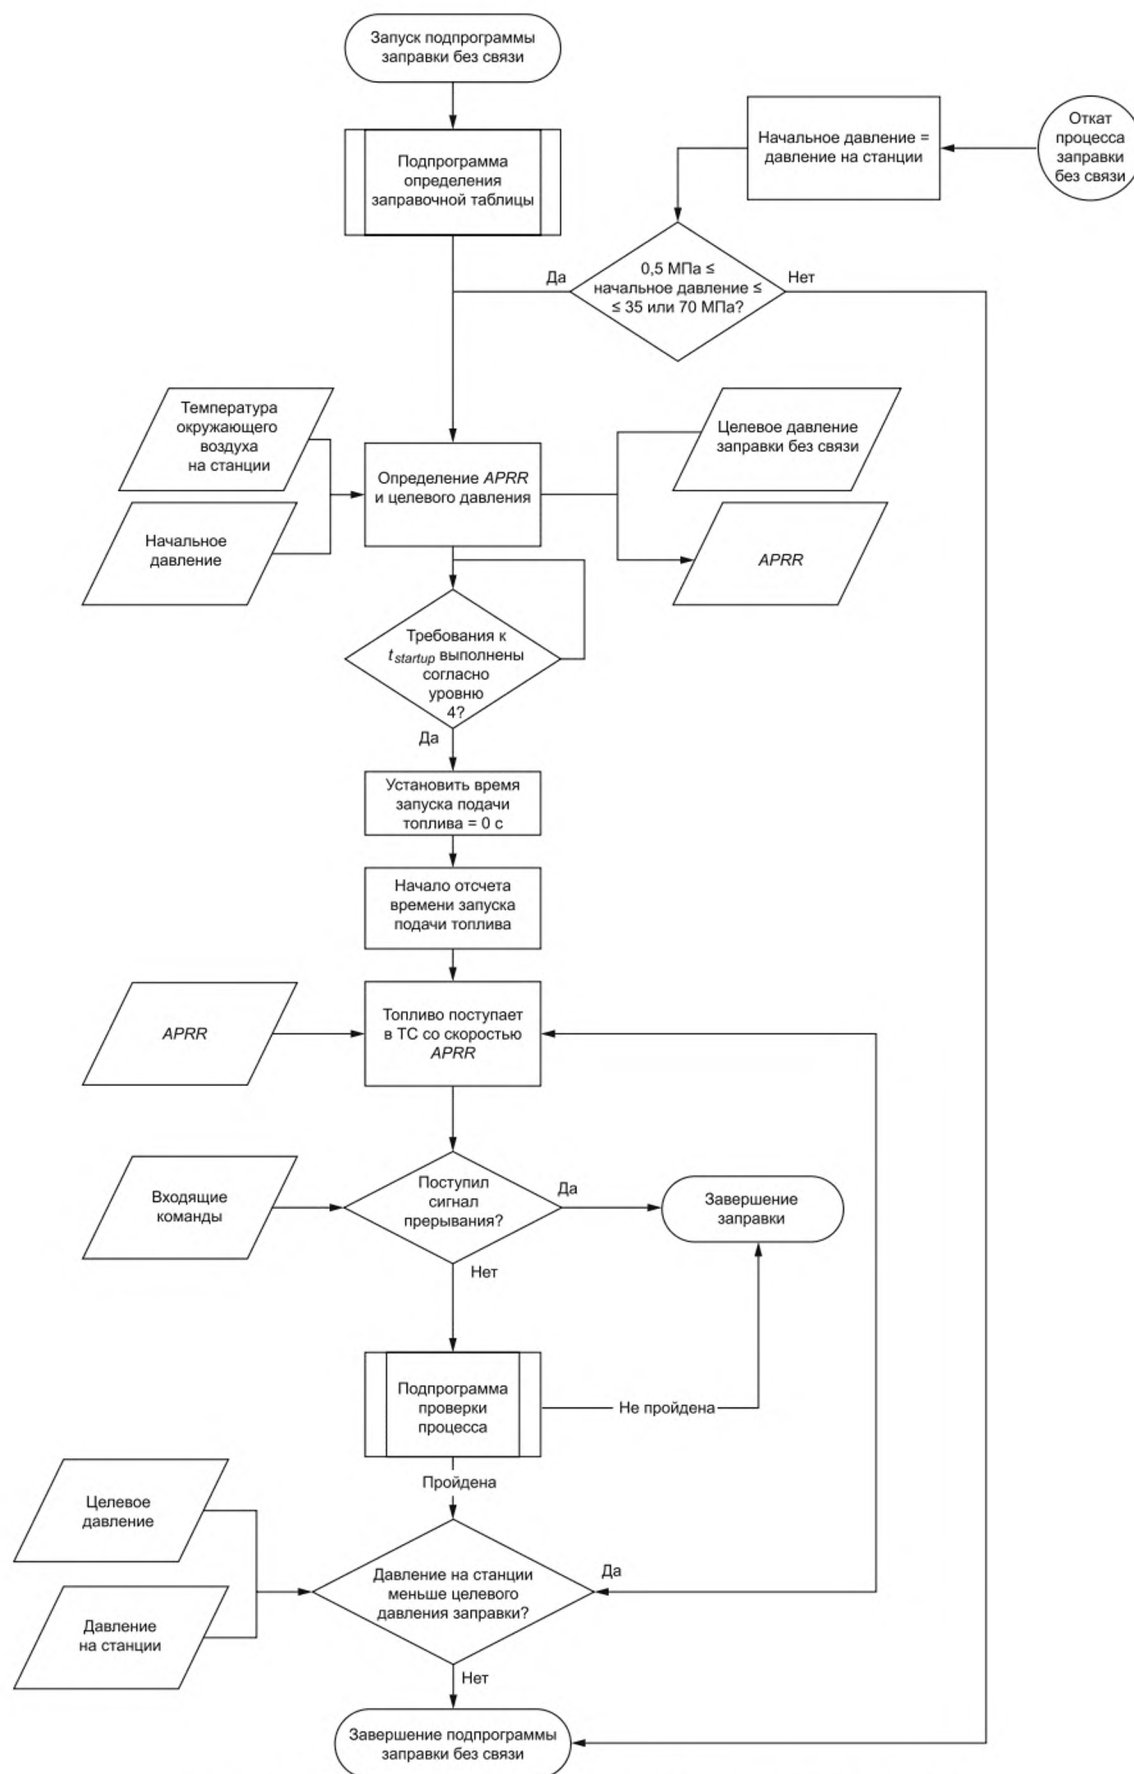 Запуск подпрограммы
заправки без связи
Подпрограмма
определения
заправочной таблицы
Начальное давление =
давление на станции
Откат
процесса
заправки
без связи
Да
0,5 МПа ≤
начальное давление ≤
≤ 35 или 70 МПа?
Нет
Температура
окружающего
воздуха
на станции
Начальное
давление
Определение APRR
и целевого давления
Целевое давление
заправки без связи
APRR
Требования к
t startup выполнены
согласно
уровню
4?
Да
Установить время
запуска подачи
топлива = 0 с
Начало отсчета
времени запуска
подачи топлива
APRR
Топливо поступает
в ТС со скоростью
APRR
Входящие
команды
Поступил
сигнал
прерывания?
Да
Завершение
заправки
Нет
Подпрограмма
проверки
процесса
Не пройдена
Пройдена
Целевое
давление
Давление
на станции
Давление на станции
меньше целевого
давления заправки?
Да
Нет
Завершение подпрограммы
заправки без связи